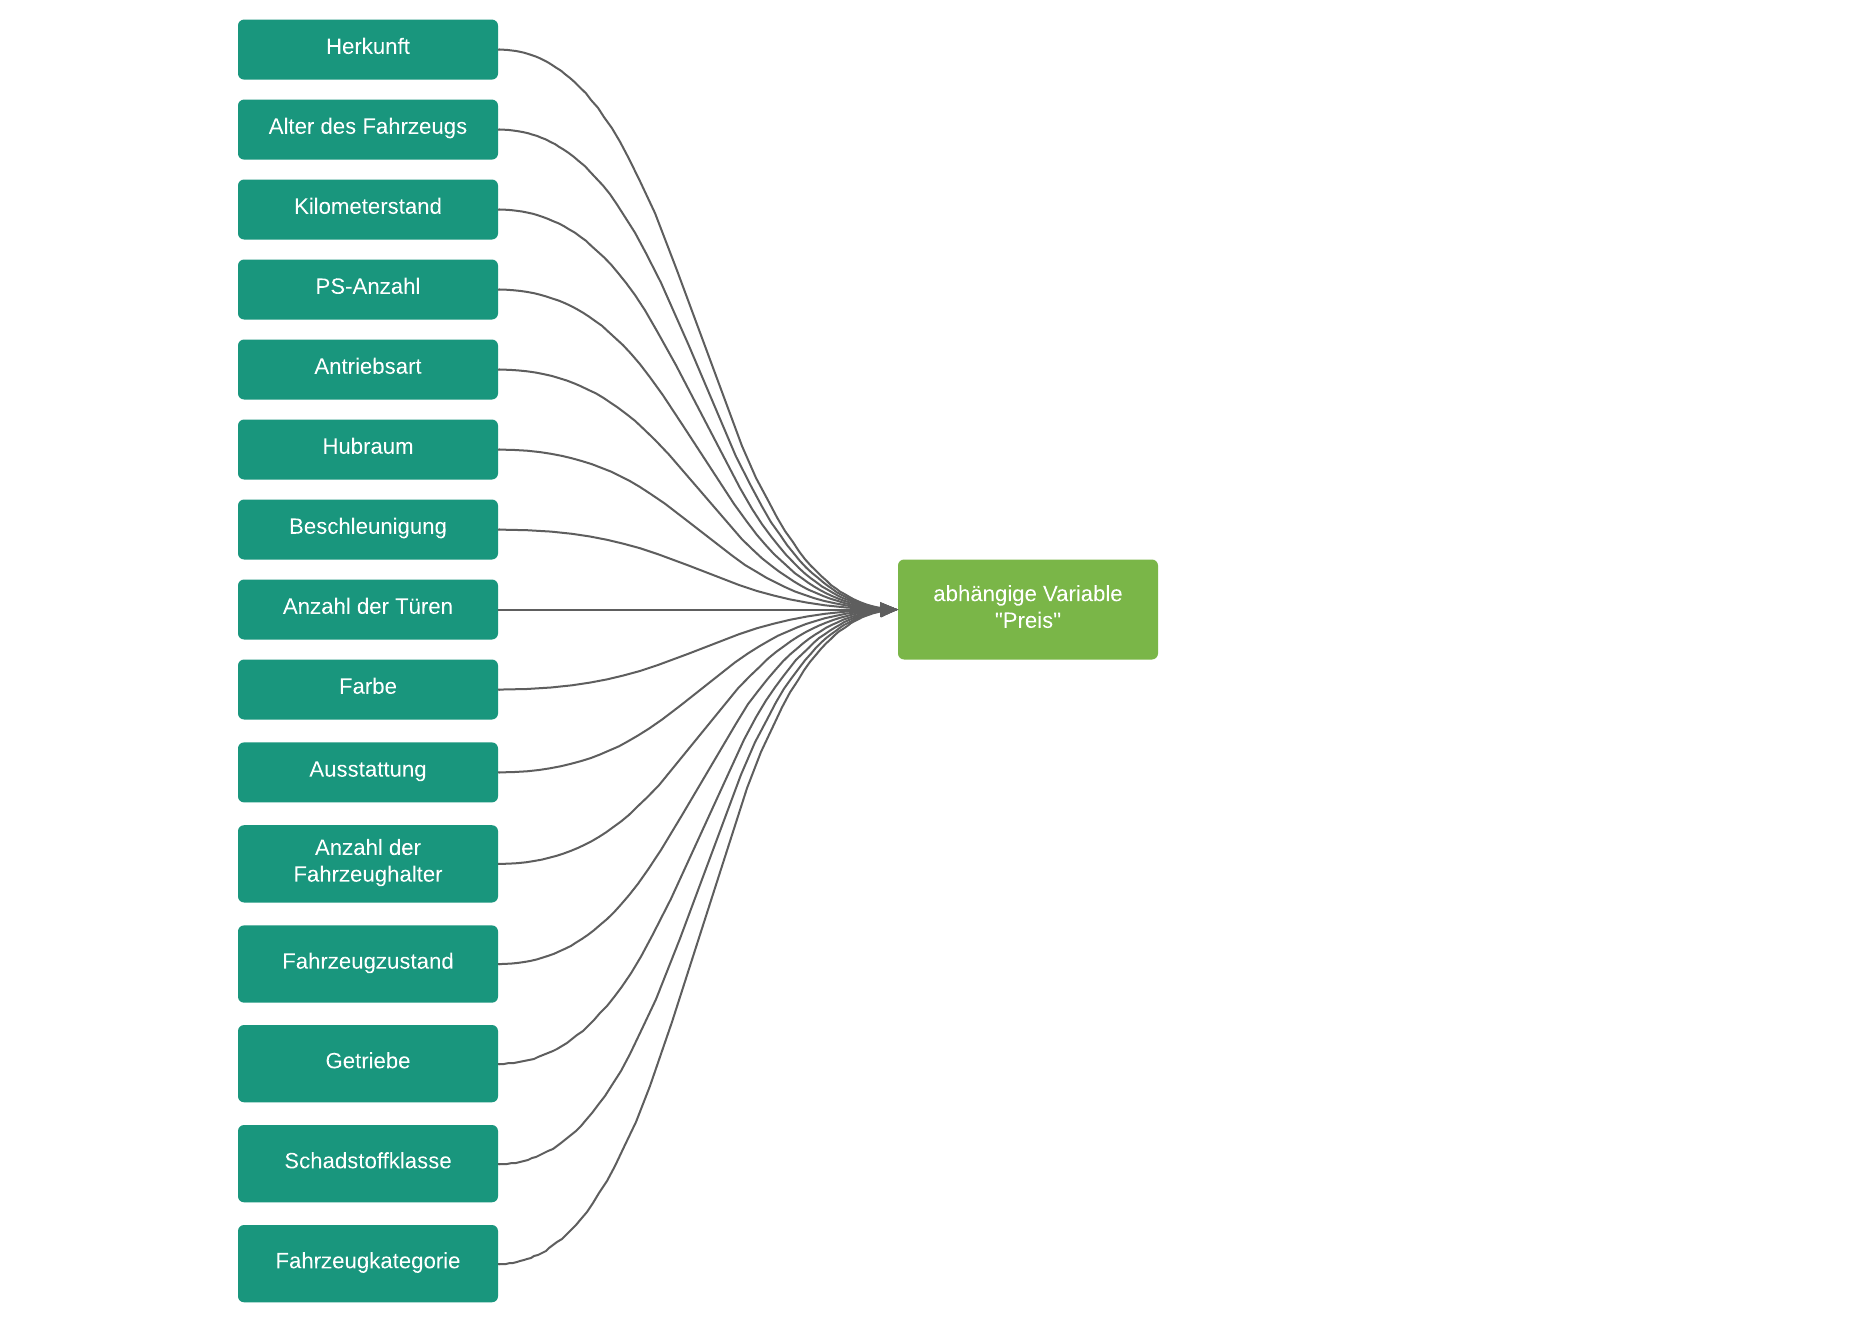 Herkunft
Alter des Fahrzeugs
Kilometerstand
PS-Anzahl
Antriebsart
Hubraum
Beschleunigung
Anzahl der Türen
Farbe
Ausstattung
Anzahl der
Fahrzeughalter
Fahrzeugzustand
Getriebe
Schadstoffklasse
Fahrzeugkategorie
abhängige Variable
"Preis"